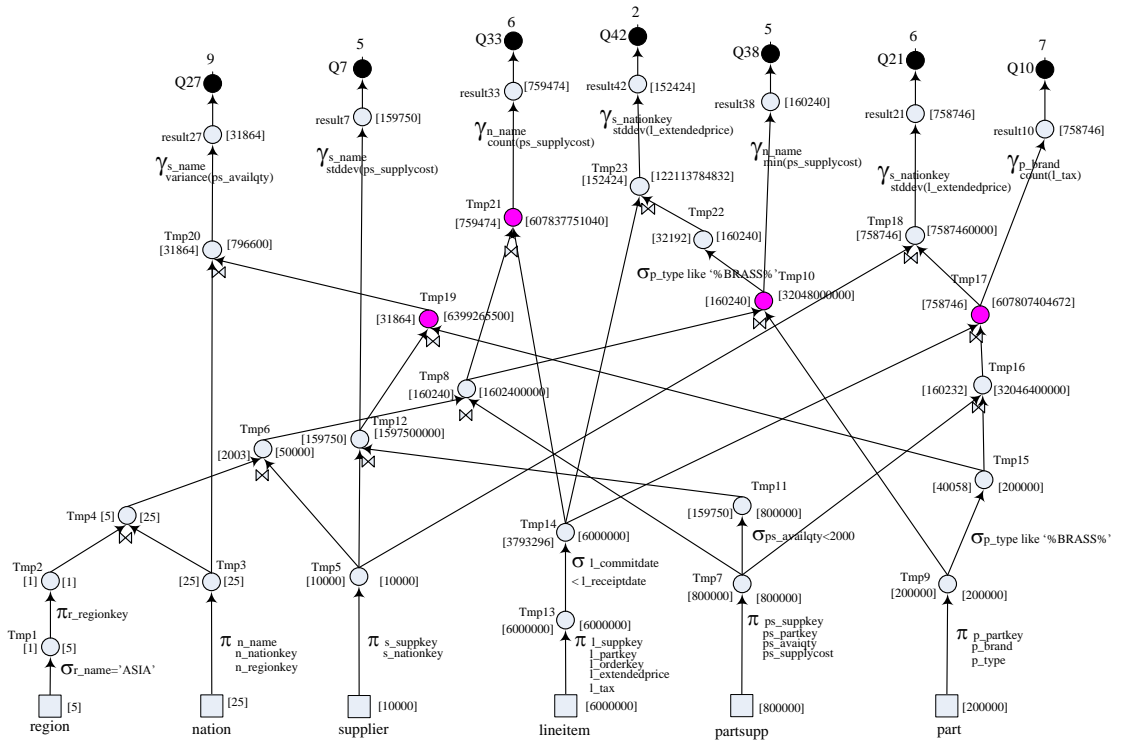 9
Q27
result27 [31864]
γs_name
variance(ps_availqty)
Tmp20
[31864] [796600]
5
Q7
result7 [159750]
γs_name
stddev(ps_supplycost)
6
Q33
result33 [759474]
γn_name
count(ps_supplycost)
Tmp21
[759474] [607837751040]
2
Q42
result42 [152424]
γs_nationkey
stddev(l_extendedprice)
Tmp23
[152424] [122113784832]
Tmp22
[32192] [160240]
σp_type like ‘%BRASS%’
5
Q38
result38 [160240]
γn_name
min(ps_supplycost)
Tmp10
[160240] [32048000000]
6
Q21
result21 [758746]
γs_nationkey
stddev(l_extendedprice)
Tmp18
[758746] [7587460000]
7
Q10
result10 [758746]
γp_brand
count(l_tax)
Tmp17
[758746] [607807404672]
Tmp19
[31864] [6399265500]
Tmp8
[160240] [1602400000]
Tmp16
[160232] [32046400000]
Tmp6
[2003] [50000]
Tmp12
[159750] [1597500000]
Tmp15
[40058] [200000]
σp_type like ‘%BRASS%’
Tmp11
[159750] [800000]
σps_availqty<2000
Tmp4 [5] [25]
Tmp14
[3793296] [6000000]
σ l_commitdate
< l_receiptdate
Tmp2
[1] [1]
πr_regionkey
Tmp3
[25] [25]
Tmp5
[10000] [10000]
Tmp7
[800000] [800000]
Tmp9
[200000] [200000]
Tmp13
[6000000] [6000000]
Tmp1
[1] [5]
σr_name=’ASIA’
π n_name
n_nationkey
n_regionkey
π s_suppkey
s_nationkey
π l_suppkey
l_partkey
l_orderkey
l_extendedprice
l_tax
π ps_suppkey
ps_partkey
ps_avaiqty
ps_supplycost
π p_partkey
p_brand
p_type
[5]
[25]
[10000]
[6000000]
[800000]
[200000]
region
nation
supplier
lineitem
partsupp
part